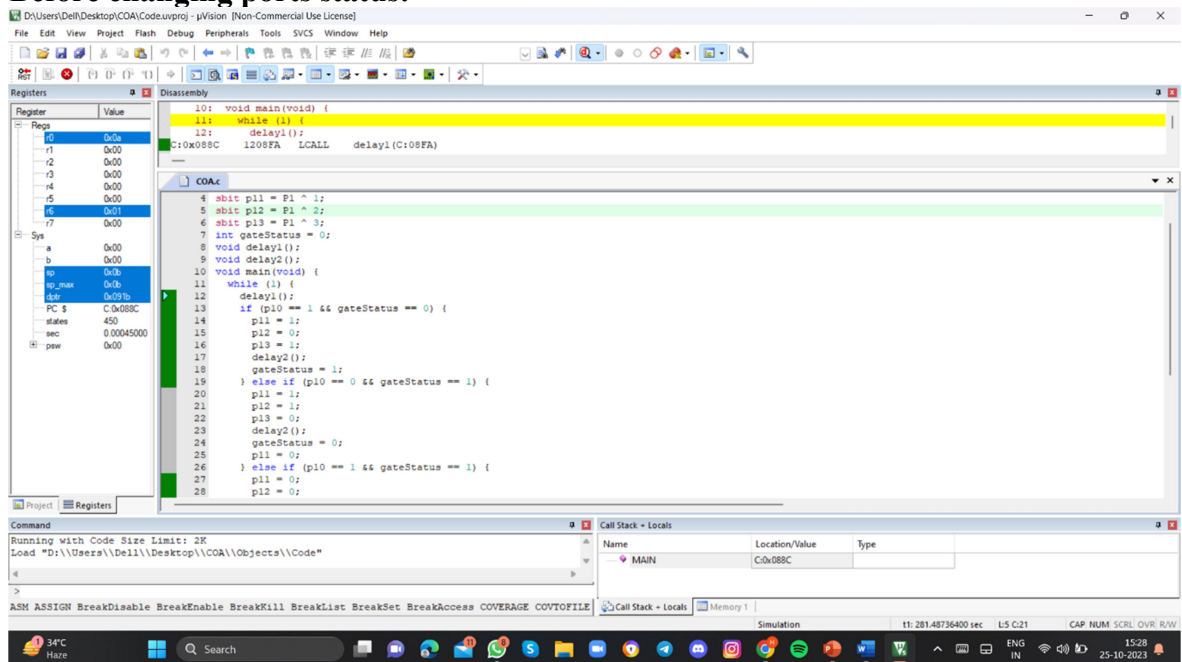 Before changing ports status:
D:\Users\Dell\Desktop\COA\Code.uvproj - µVision [Non-Commercial Use License]
File Edit View Project Flash Debug Peripherals Tools SVCS Window Help
RST
Registers
Register Value
Regs
r0 0x0a
r1 0x00
r2 0x00
r3 0x00
r4 0x00
r5 0x00
r6 0x01
r7 0x00
Sys
a 0x00
b 0x00
sp 0x0b
sp_max 0x0b
dptr 0x091b
PC $ C:0x088C
states 450
sec 0.00045000
psw 0x00
Project Registers
Disassembly
10: void main(void) {
11: while (1) {
12: delay1();
C:0x088C 1208FA LCALL delay1(C:08FA)
COA.c
4 sbit p11 = P1 ^ 1;
5 sbit p12 = P1 ^ 2;
6 sbit p13 = P1 ^ 3;
7 int gateStatus = 0;
8 void delay1();
9 void delay2();
10 void main(void) {
11 while (1) {
12 delay1();
13 if (p10 == 1 && gateStatus == 0) {
14 p11 = 1;
15 p12 = 0;
16 p13 = 1;
17 delay2();
18 gateStatus = 1;
19 } else if (p10 == 0 && gateStatus == 1) {
20 p11 = 1;
21 p12 = 1;
22 p13 = 0;
23 delay2();
24 gateStatus = 0;
25 p11 = 0;
26 } else if (p10 == 1 && gateStatus == 1) {
27 p11 = 0;
28 p12 = 0;
Command
Running with Code Size Limit: 2K
Load "D:\\Users\\Dell\\Desktop\\COA\\Objects\\Code"
>
ASM ASSIGN BreakDisable BreakEnable BreakKill BreakList BreakSet BreakAccess COVERAGE COVTOFILE
Call Stack + Locals
Name Location/Value Type
MAIN C:0x088C
Call Stack + Locals Memory 1
Simulation t1: 281.48736400 sec L:5 C:21 CAP NUM SCRL OVR R/W
34°C
Haze
Search
ENG
IN
15:28
25-10-2023